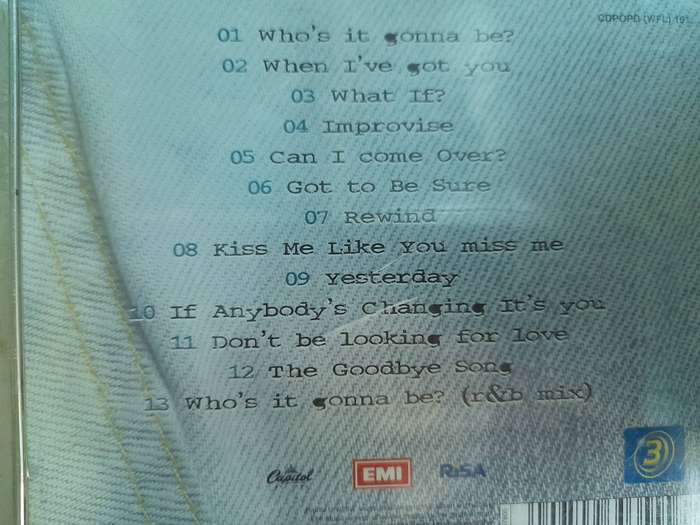 CDPOPD (WFL) 191
01 Who's it gonna be?
02 When I've got you
03 What If?
04 Improvise
05 Can I come Over?
06 Got to Be Sure
07 Rewind
08 Kiss Me Like You miss me
09 Yesterday
10 If Anybody's Changing It's you
11 Don't be looking for love
12 The Goodbye Song
13 Who's it gonna be? (r&b mix)
Capitol EMI RiSA
3